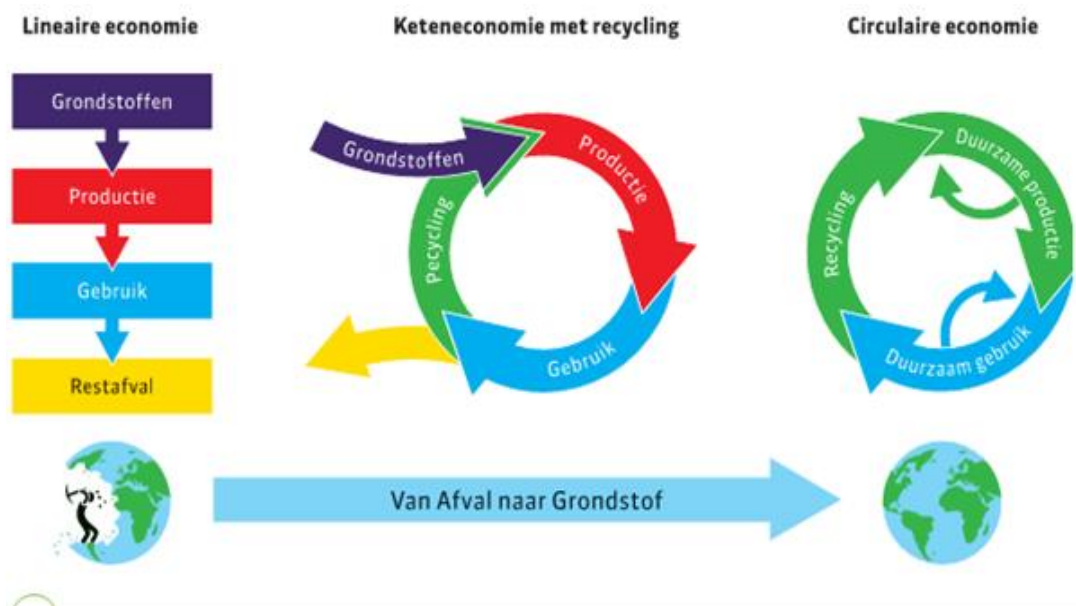 Lineaire economie
Keteneconomie met recycling
Circulaire economie
Grondstoffen
Productie
Gebruik
Restafval
Grondstoffen
Productie
Pecycling
Gebruik
Duurzame productie
Recycling
Duurzaam gebruik
Van Afval naar Grondstof